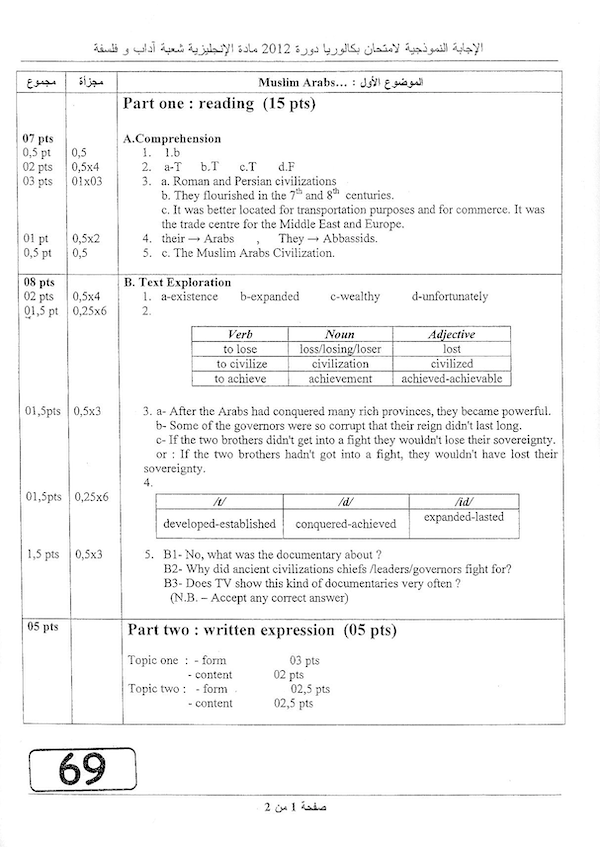 الإجابة النموذجية لامتحان بكالوريا دورة 2012 مادة الإنجليزية شعبة آداب و فلسفة
مجموع مجزأة الموضوع الأول : Muslim Arabs…
Part one : reading (15 pts)
07 pts A.Comprehension
0,5 pt 0,5 1. 1.b
02 pts 0,5x4 2. a-T b.T c.T d.F
03 pts 01x03 3. a. Roman and Persian civilizations
b. They flourished in the 7th and 8th centuries.
c. It was better located for transportation purposes and for commerce. It was
the trade centre for the Middle East and Europe.
01 pt 0,5x2 4. their → Arabs , They → Abbassids.
0,5 pt 0,5 5. c. The Muslim Arabs Civilization.
08 pts B. Text Exploration
02 pts 0,5x4 1. a-existence b-expanded c-wealthy d-unfortunately
01,5 pt 0,25x6 2.
Verb Noun Adjective
to lose loss/losing/loser lost
to civilize civilization civilized
to achieve achievement achieved-achievable
01,5pts 0,5x3 3. a- After the Arabs had conquered many rich provinces, they became powerful.
b- Some of the governors were so corrupt that their reign didn't last long.
c- If the two brothers didn't get into a fight they wouldn't lose their sovereignty.
or : If the two brothers hadn't got into a fight, they wouldn't have lost their
sovereignty.
4.
01,5pts 0,25x6 /t/ /d/ /id/
developed-established conquered-achieved expanded-lasted
1,5 pts 0,5x3 5. B1- No, what was the documentary about ?
B2- Why did ancient civilizations chiefs /leaders/governors fight for?
B3- Does TV show this kind of documentaries very often ?
(N.B. – Accept any correct answer)
05 pts Part two : written expression (05 pts)
Topic one : - form 03 pts
- content 02 pts
Topic two : - form 02,5 pts
- content 02,5 pts
69
صفحة 1 من 2